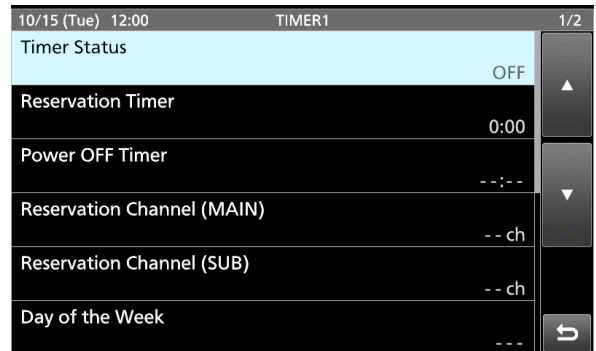 10/15 (Tue) 12:00 TIMER1 1/2
Timer Status
OFF
Reservation Timer
0:00
Power OFF Timer
--:--
Reservation Channel (MAIN)
-- ch
Reservation Channel (SUB)
-- ch
Day of the Week
---